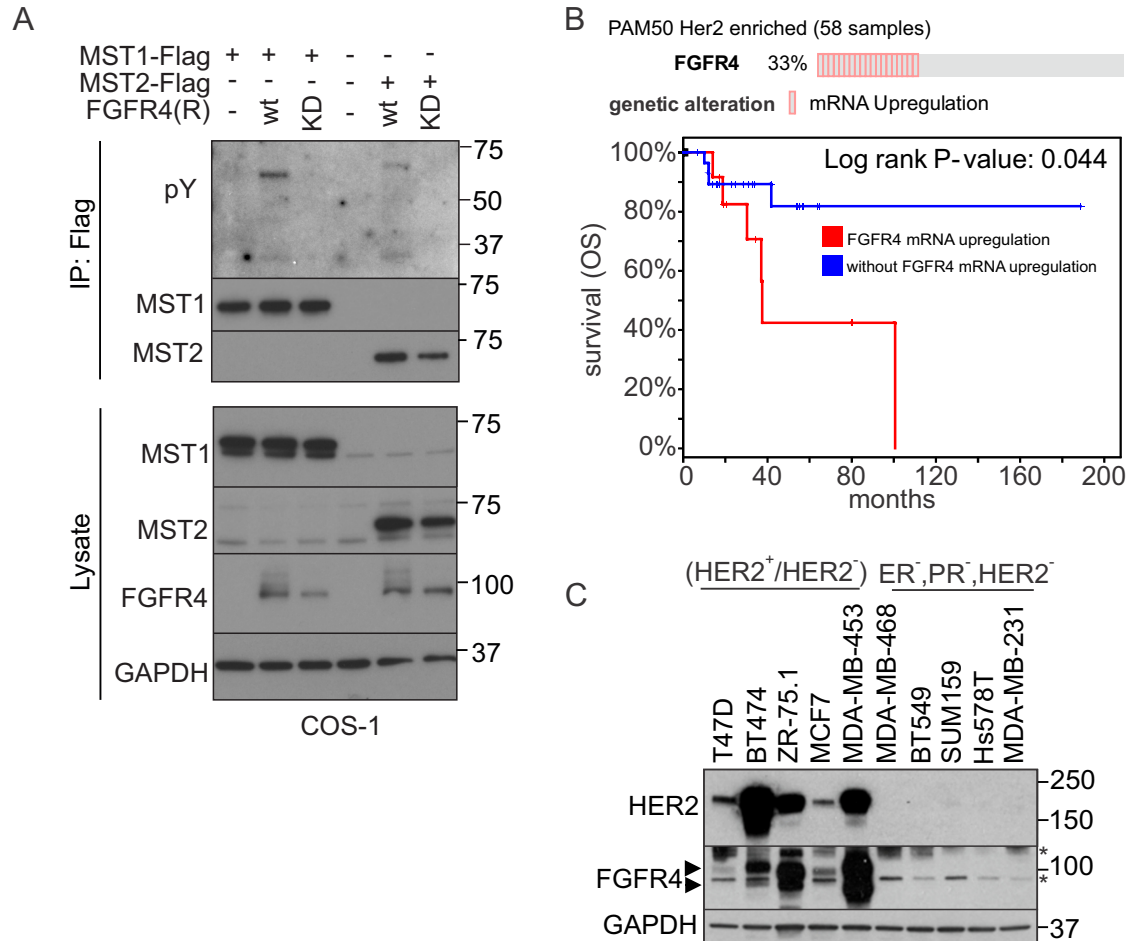 A
MST1-Flag + + + - - -
MST2-Flag - - - - + +
FGFR4(R) - wt KD - wt KD
IP: Flag
pY
75
50
37
MST1
75
MST2
75
Lysate
MST1
75
MST2
75
FGFR4
100
GAPDH
37
COS-1
B
PAM50 Her2 enriched (58 samples)
FGFR4 33%
genetic alteration mRNA Upregulation
Log rank P-value: 0.044
FGFR4 mRNA upregulation
without FGFR4 mRNA upregulation
survival (OS)
100%
80%
60%
40%
20%
0%
0 40 80 120 160 200
months
C
(HER2⁺/HER2⁻) ER⁻,PR⁻,HER2⁻
T47D
BT474
ZR-75.1
MCF7
MDA-MB-453
MDA-MB-468
BT549
SUM159
Hs578T
MDA-MB-231
HER2
250
150
FGFR4
*
100
*
GAPDH
37